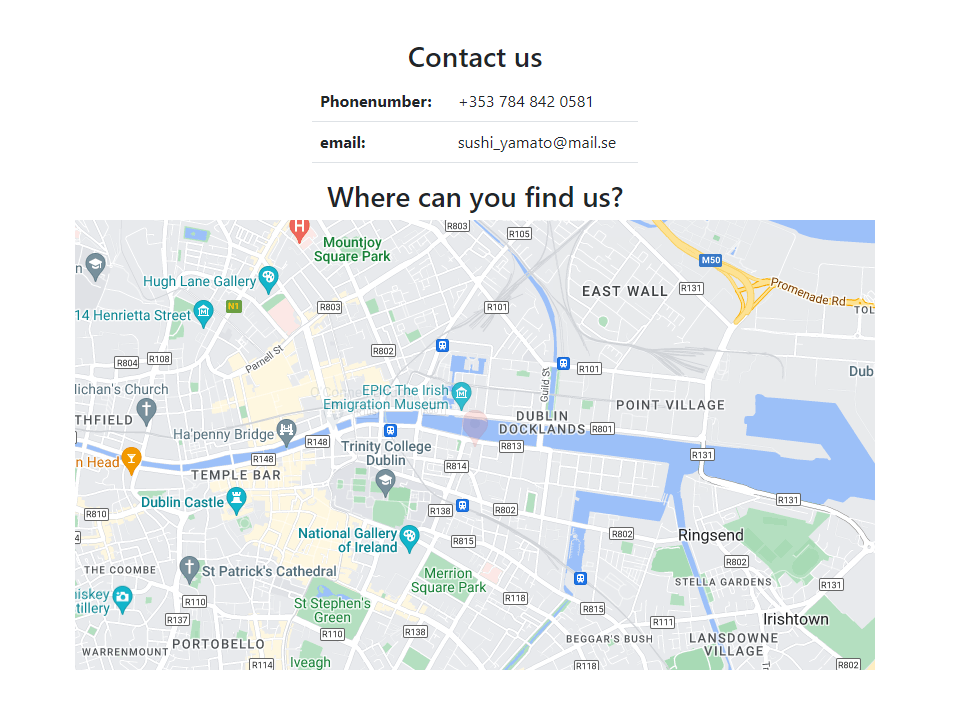 Contact us
Phonenumber: +353 784 842 0581
email: sushi_yamato@mail.se
Where can you find us?
R803
R105
Mountjoy
Square Park
M50
Hugh Lane Gallery
EAST WALL
R131
Promenade Rd
N1
R803
R101
14 Henrietta Street
TOL
Parnell St
R802
R804
R108
R101
Dub
Guild St
lichan's Church
EPIC The Irish
Emigration Museum
POINT VILLAGE
THFIELD
DUBLIN
DOCKLANDS
R801
Ha'penny Bridge
R148
Trinity College
Dublin
R813
R131
n Head
R148
R814
TEMPLE BAR
Dublin Castle
R131
R138
R802
R810
National Gallery
of Ireland
R802
Ringsend
R815
R802
THE COOMBE
St Patrick's Cathedral
Merrion
Square Park
STELLA GARDENS
R131
iskey
tillery
R110
St Stephen's
Green
R118
R815
R137
R111
Irishtown
R110
R138
PORTOBELLO
BEGGAR'S BUSH
LANSDOWNE
VILLAGE
WARRENMOUNT
R114
Iveagh
R118
R802